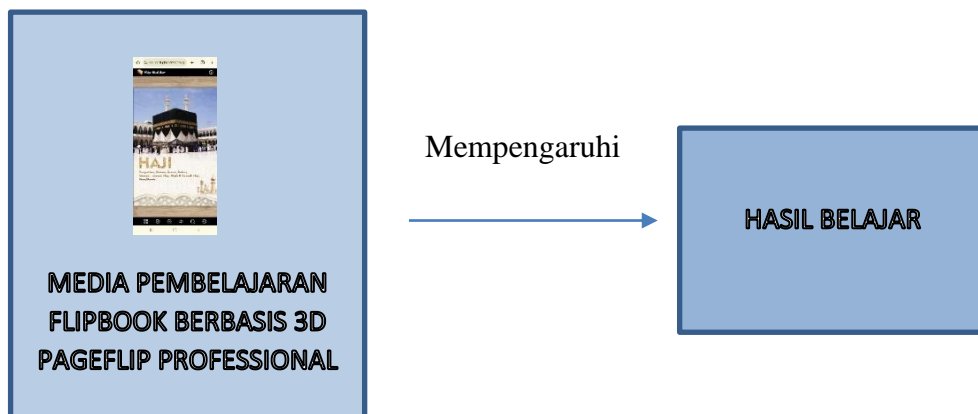 HAJI
MEDIA PEMBELAJARAN
FLIPBOOK BERBASIS 3D
PAGEFLIP PROFESSIONAL
Mempengaruhi
HASIL BELAJAR